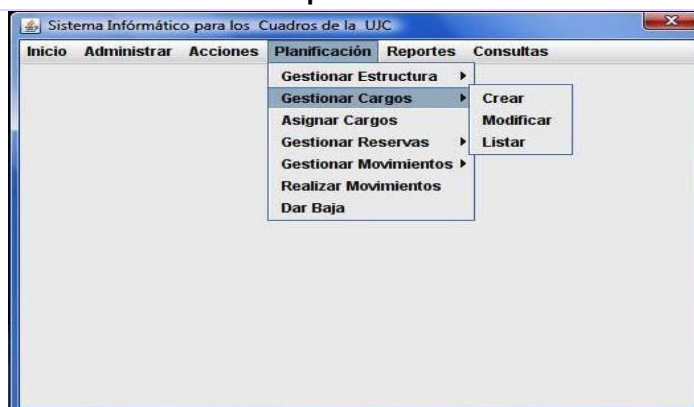 Sistema Infórmático para los Cuadros de la UJC
Inicio Administrar Acciones Planificación Reportes Consultas
Gestionar Estructura
Gestionar Cargos
Crear
Asignar Cargos
Modificar
Gestionar Reservas
Listar
Gestionar Movimientos
Realizar Movimientos
Dar Baja